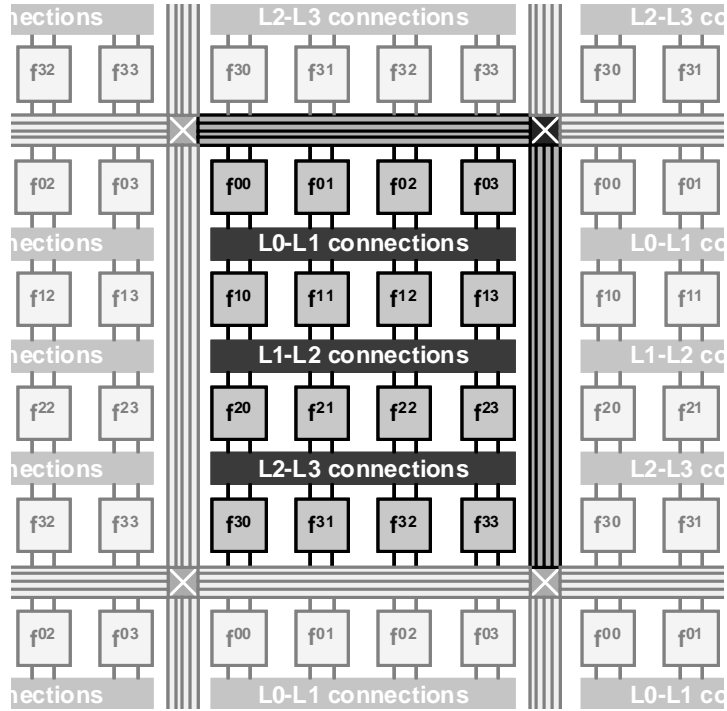 nections L2-L3 connections L2-L3 co
f32 f33 f30 f31 f32 f33 f30 f31
f02 f03 f00 f01 f02 f03 f00 f01
nections L0-L1 connections L0-L1 co
f12 f13 f10 f11 f12 f13 f10 f11
nections L1-L2 connections L1-L2 co
f22 f23 f20 f21 f22 f23 f20 f21
nections L2-L3 connections L2-L3 co
f32 f33 f30 f31 f32 f33 f30 f31
f02 f03 f00 f01 f02 f03 f00 f01
nections L0-L1 connections L0-L1 co